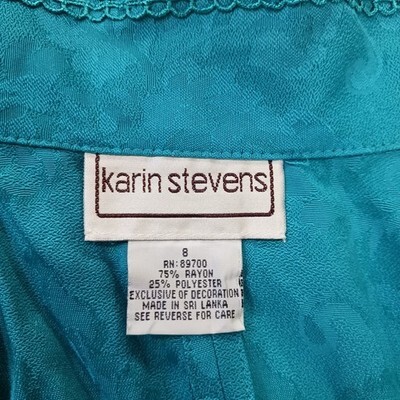 karin stevens
8
RN:89700
75% RAYON
25% POLYESTER
EXCLUSIVE OF DECORATION
MADE IN SRI LANKA
SEE REVERSE FOR CARE